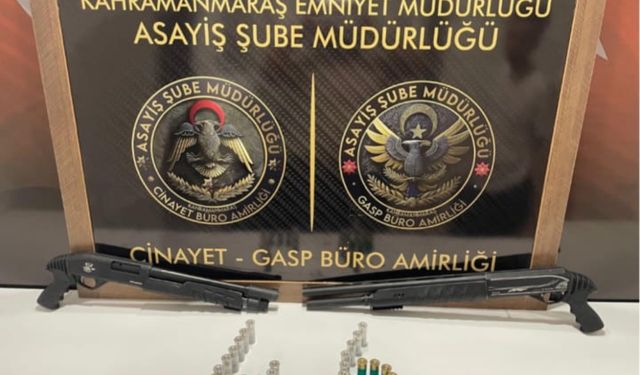 KAHRAMANMARAŞ EMNİYET MÜDÜRLÜĞÜ
ASAYİŞ ŞUBE MÜDÜRLÜĞÜ
ASAYİŞ ŞUBE MÜDÜRLÜĞÜ
CİNAYET BÜRO AMİRLİĞİ
ASAYİŞ ŞUBE MÜDÜRLÜĞÜ
GASP BÜRO AMİRLİĞİ
CİNAYET - GASP BÜRO AMİRLİĞİ